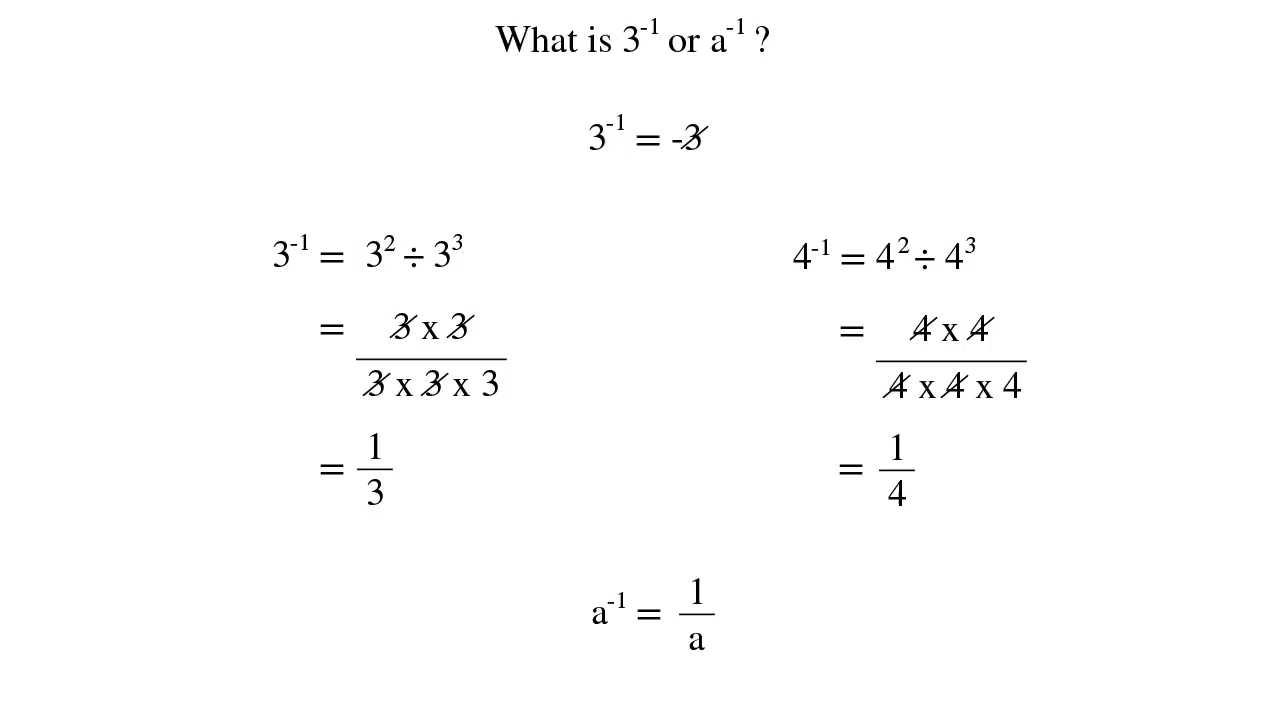 What is 3⁻¹ or a⁻¹ ?
3⁻¹ = -3
3⁻¹ = 3² ÷ 3³
= 3 x 3 / 3 x 3 x 3
= 1 / 3
4⁻¹ = 4² ÷ 4³
= 4 x 4 / 4 x 4 x 4
= 1 / 4
a⁻¹ = 1 / a